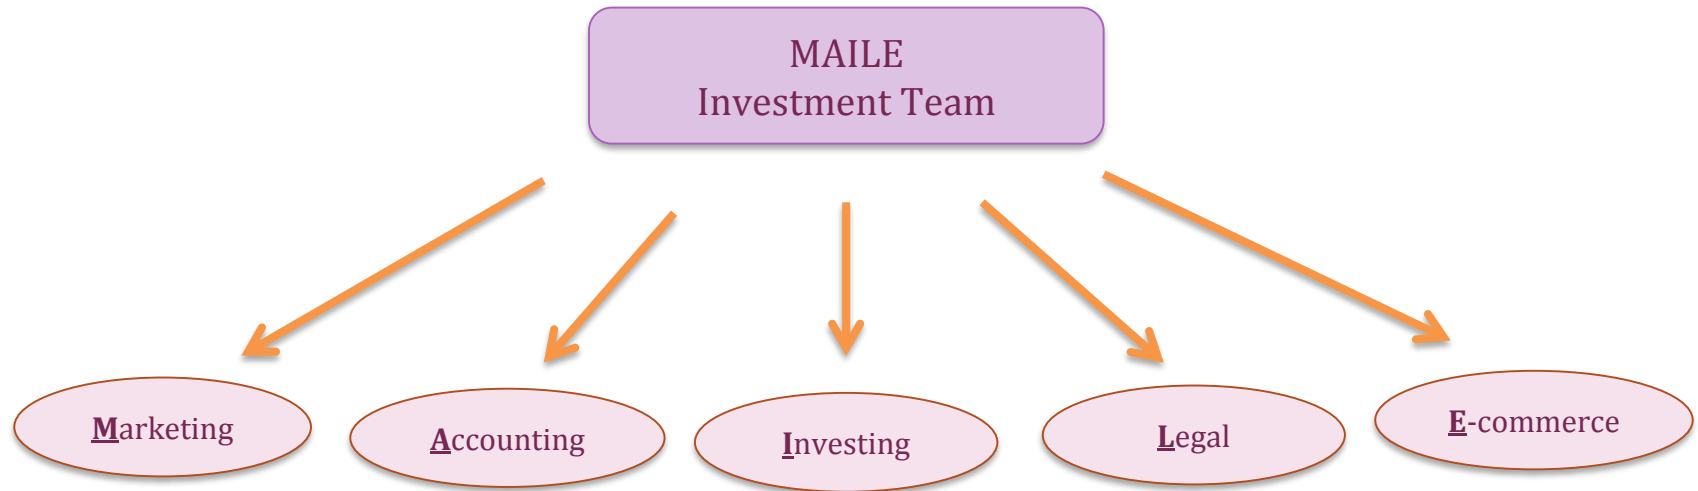 MAILE
Investment Team
Marketing
Accounting
Investing
Legal
E-commerce